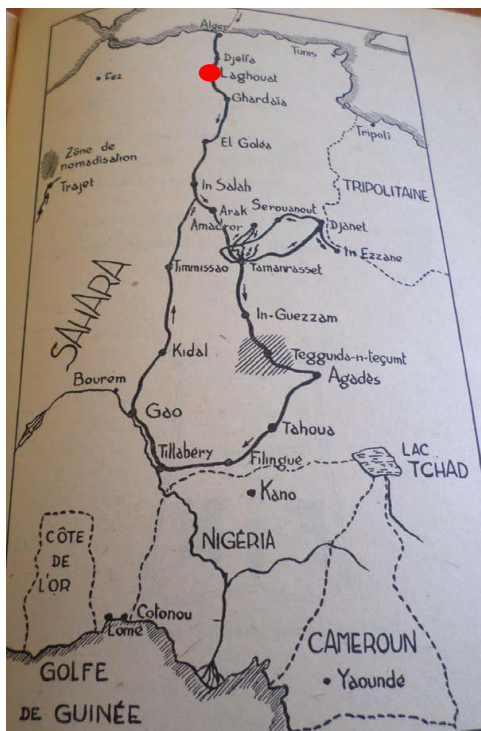 Alger
Tunis
Djelfa
Fez
Laghouat
Ghardaïa
Tripoli
El Goléa
Zône de
nomadisation
Trajet
In Salah
TRIPOLITAINE
Arak
Serouanout
Amadror
Djanet
In Ezzane
Timmissao
Tamanrasset
SAHARA
In-Guezzam
Kidal
Tegguida-n-teçumt
Bourem
Agadès
Gao
Tahoua
Tillabéry
Filingué
LAC
TCHAD
Kano
NIGÉRIA
CÔTE
DE
L'OR
Cotonou
Lomé
CAMEROUN
GOLFE
Yaoundé
DE GUINÉE